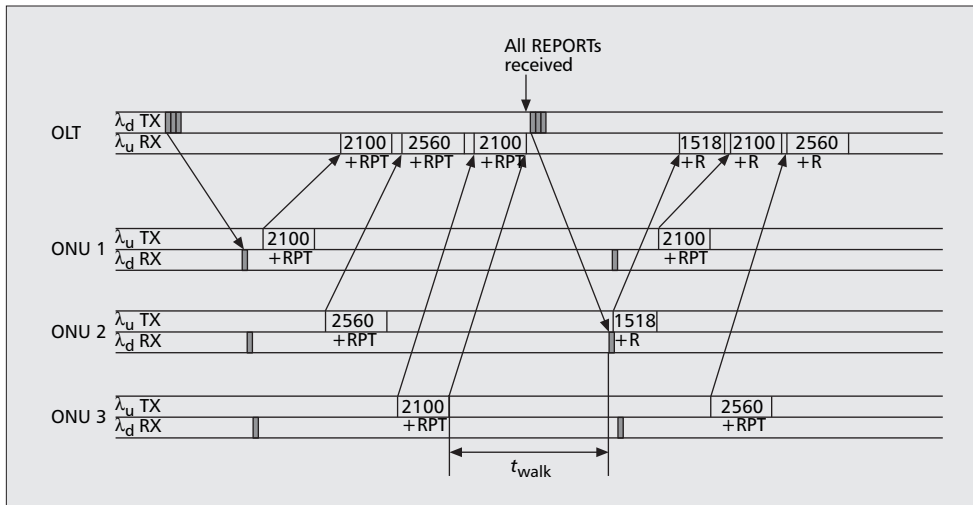 All REPORTs
received
OLT
λd TX
λu RX
2100
+RPT
2560
+RPT
2100
+RPT
1518
+R
2100
+R
2560
+R
ONU 1
λu TX
λd RX
2100
+RPT
2100
+RPT
ONU 2
λu TX
λd RX
2560
+RPT
1518
+R
ONU 3
λu TX
λd RX
2100
+RPT
2560
+RPT
twalk